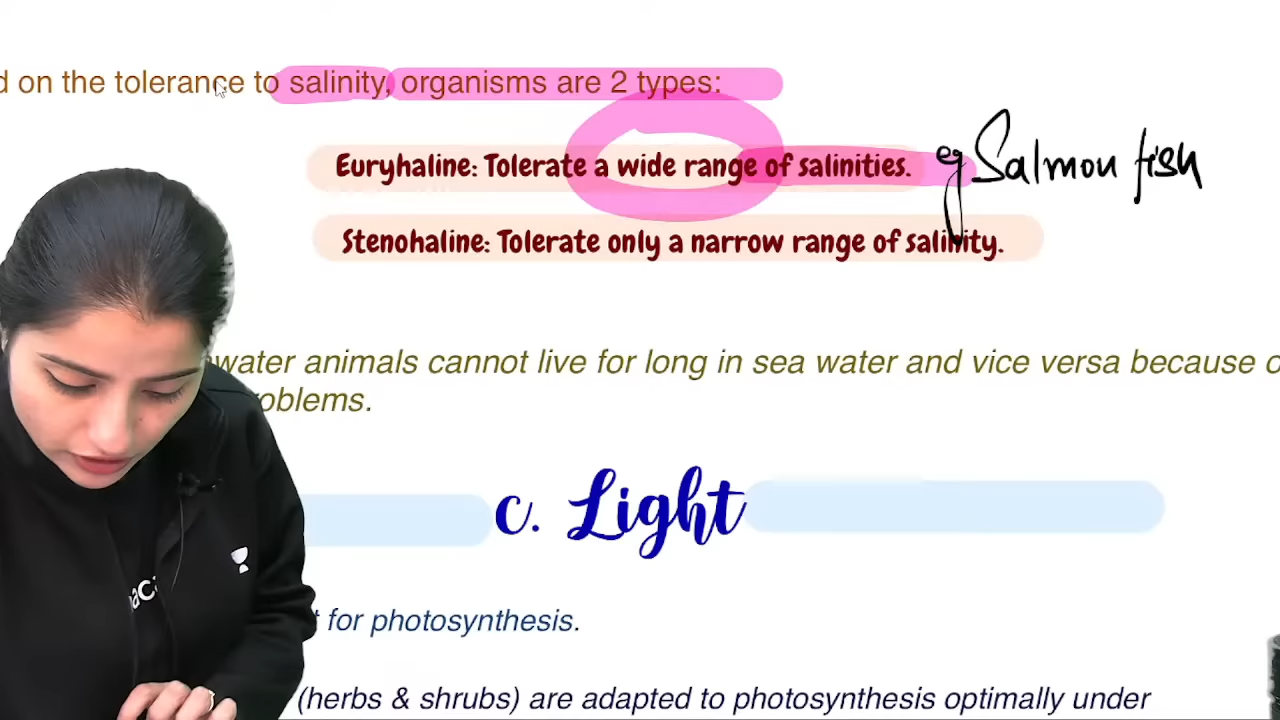 d on the tolerance to salinity, organisms are 2 types:
Euryhaline: Tolerate a wide range of salinities. eg Salmon fish
Stenohaline: Tolerate only a narrow range of salinity.
water animals cannot live for long in sea water and vice versa because o
roblems.
c. Light
t for photosynthesis.
(herbs & shrubs) are adapted to photosynthesis optimally under
aca